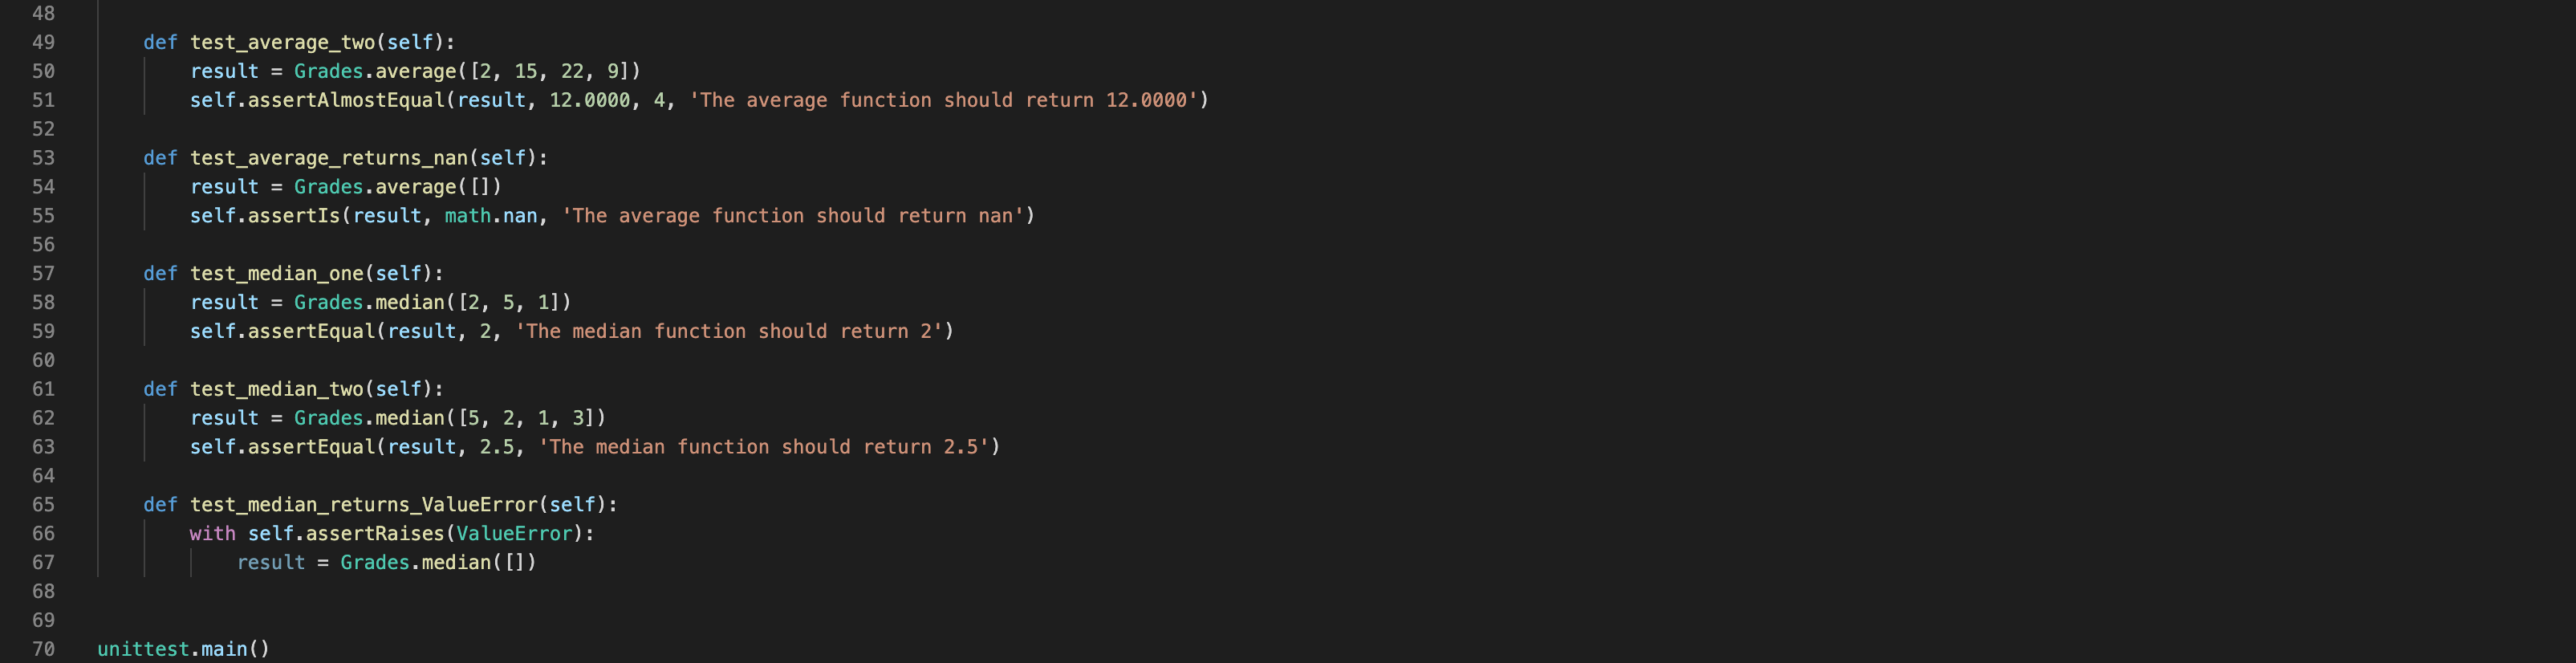 48
49 def test_average_two(self):
50 result = Grades.average([2, 15, 22, 9])
51 self.assertAlmostEqual(result, 12.0000, 4, 'The average function should return 12.0000')
52
53 def test_average_returns_nan(self):
54 result = Grades.average([])
55 self.assertIs(result, math.nan, 'The average function should return nan')
56
57 def test_median_one(self):
58 result = Grades.median([2, 5, 1])
59 self.assertEqual(result, 2, 'The median function should return 2')
60
61 def test_median_two(self):
62 result = Grades.median([5, 2, 1, 3])
63 self.assertEqual(result, 2.5, 'The median function should return 2.5')
64
65 def test_median_returns_ValueError(self):
66 with self.assertRaises(ValueError):
67 result = Grades.median([])
68
69
70 unittest.main()